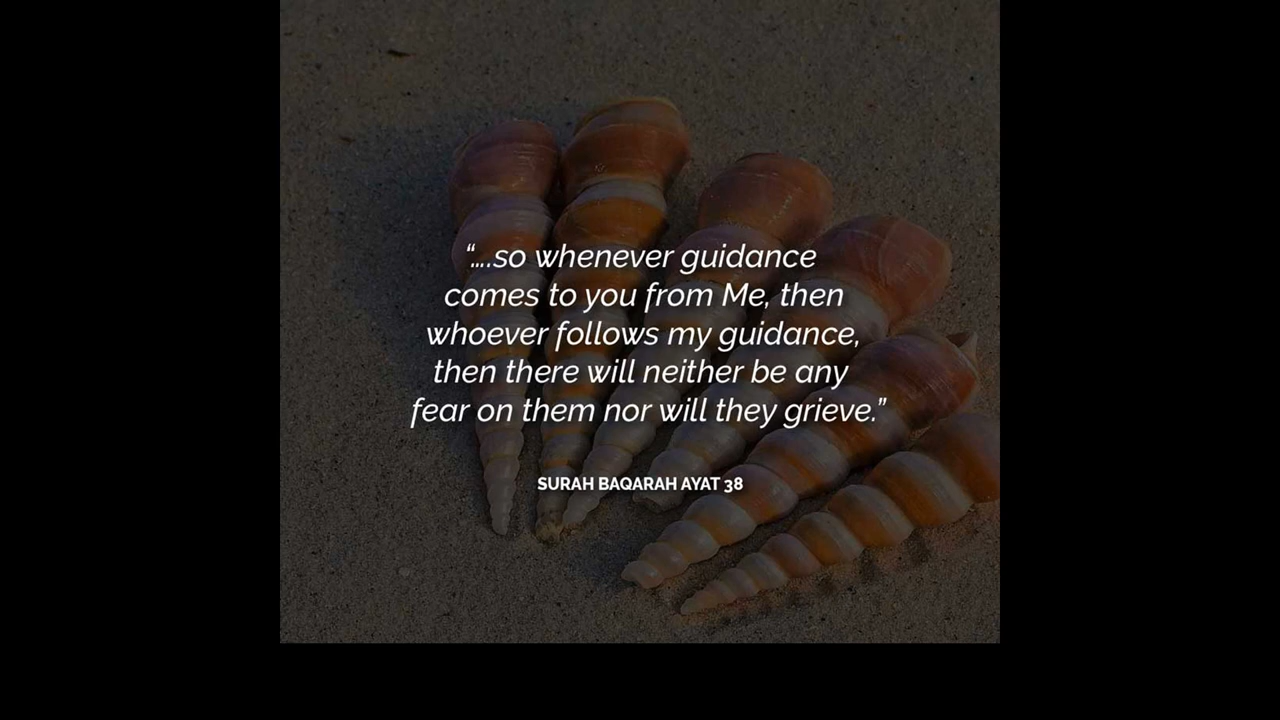 “....so whenever guidance
comes to you from Me, then
whoever follows my guidance,
then there will neither be any
fear on them nor will they grieve.”
SURAH BAQARAH AYAT 38